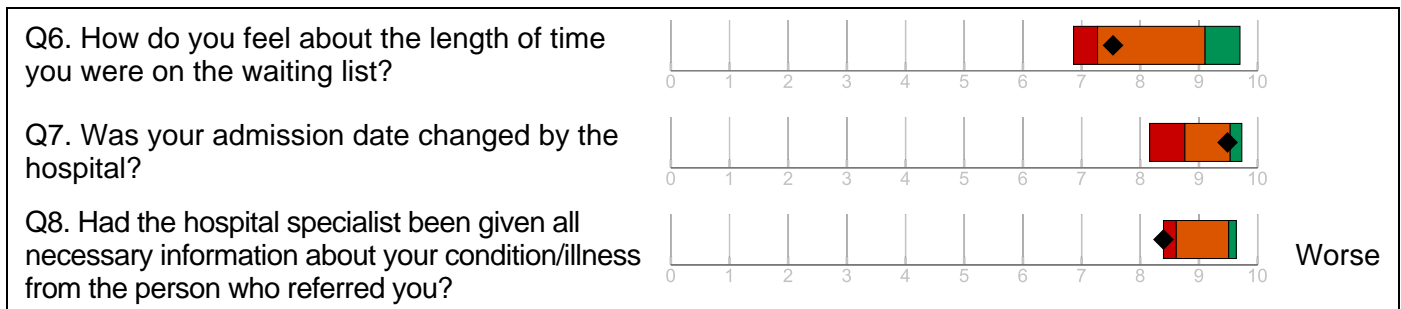 Q6. How do you feel about the length of time
you were on the waiting list?
0 1 2 3 4 5 6 7 8 9 10
Q7. Was your admission date changed by the
hospital?
0 1 2 3 4 5 6 7 8 9 10
Q8. Had the hospital specialist been given all
necessary information about your condition/illness
from the person who referred you?
0 1 2 3 4 5 6 7 8 9 10
Worse